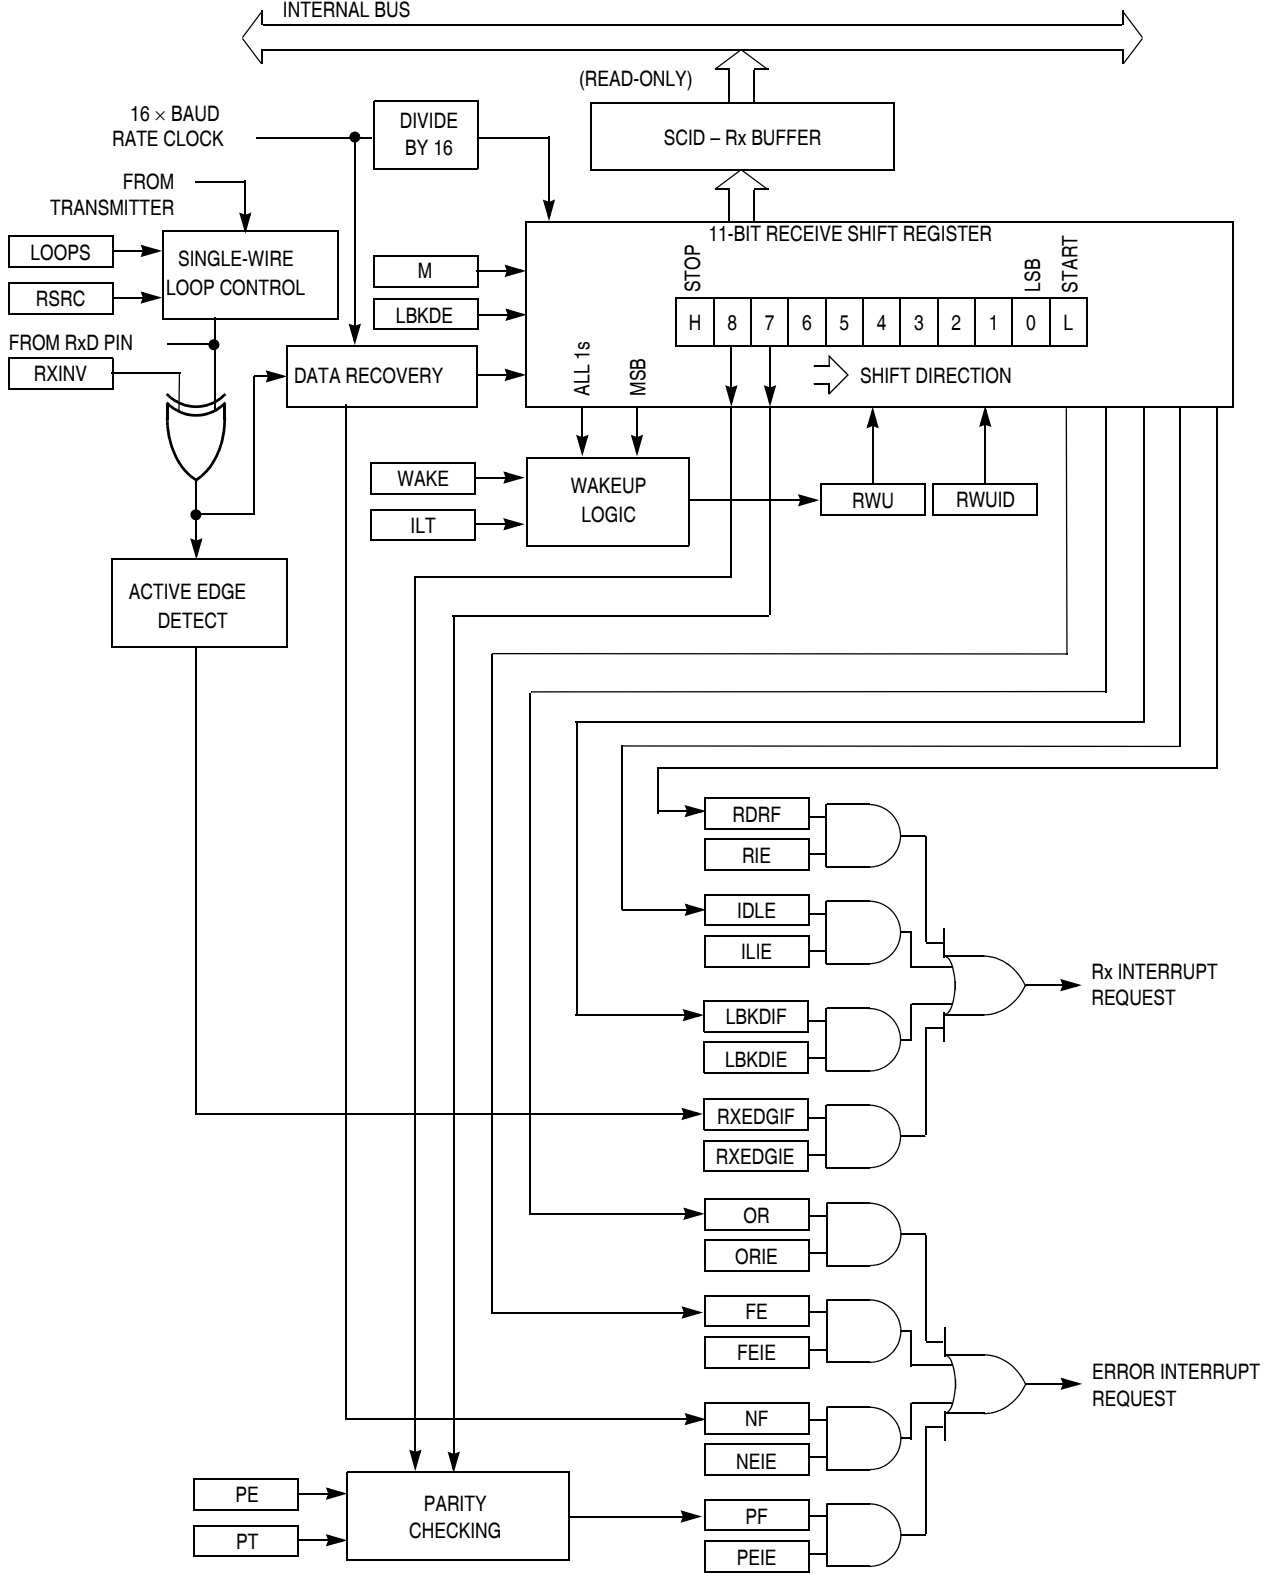 INTERNAL BUS
(READ-ONLY)
16 × BAUD
RATE CLOCK
DIVIDE
BY 16
SCID – Rx BUFFER
FROM
TRANSMITTER
LOOPS
RSRC
SINGLE-WIRE
LOOP CONTROL
M
LBKDE
11-BIT RECEIVE SHIFT REGISTER
STOP
LSB
START
H 8 7 6 5 4 3 2 1 0 L
FROM RxD PIN
RXINV
DATA RECOVERY
ALL 1s
MSB
SHIFT DIRECTION
WAKE
ILT
WAKEUP
LOGIC
RWU
RWUID
ACTIVE EDGE
DETECT
RDRF
RIE
IDLE
ILIE
Rx INTERRUPT
REQUEST
LBKDIF
LBKDIE
RXEDGIF
RXEDGIE
OR
ORIE
FE
FEIE
ERROR INTERRUPT
REQUEST
NF
NEIE
PE
PT
PARITY
CHECKING
PF
PEIE